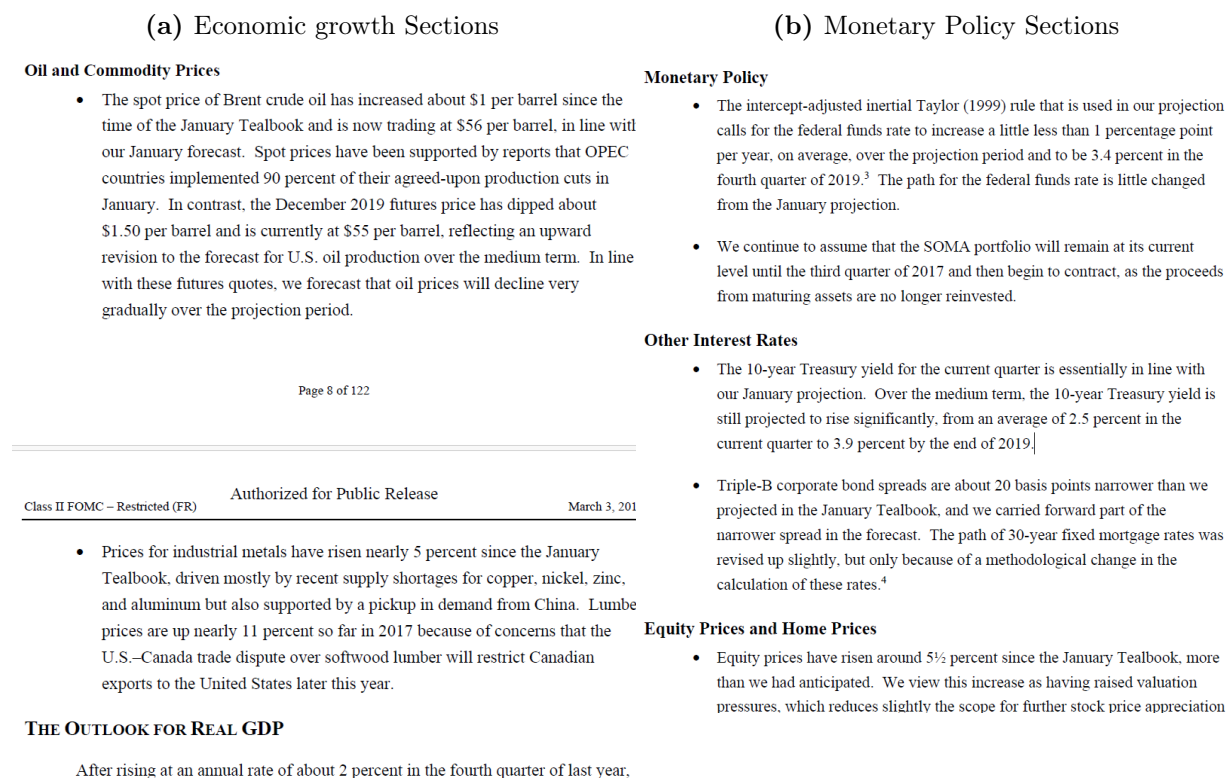 (a) Economic growth Sections
Oil and Commodity Prices
• The spot price of Brent crude oil has increased about $1 per barrel since the
time of the January Tealbook and is now trading at $56 per barrel, in line with
our January forecast. Spot prices have been supported by reports that OPEC
countries implemented 90 percent of their agreed-upon production cuts in
January. In contrast, the December 2019 futures price has dipped about
$1.50 per barrel and is currently at $55 per barrel, reflecting an upward
revision to the forecast for U.S. oil production over the medium term. In line
with these futures quotes, we forecast that oil prices will decline very
gradually over the projection period.
Page 8 of 122
Authorized for Public Release
Class II FOMC – Restricted (FR) March 3, 201
• Prices for industrial metals have risen nearly 5 percent since the January
Tealbook, driven mostly by recent supply shortages for copper, nickel, zinc,
and aluminum but also supported by a pickup in demand from China. Lumbe
prices are up nearly 11 percent so far in 2017 because of concerns that the
U.S.–Canada trade dispute over softwood lumber will restrict Canadian
exports to the United States later this year.
THE OUTLOOK FOR REAL GDP
After rising at an annual rate of about 2 percent in the fourth quarter of last year,
(b) Monetary Policy Sections
Monetary Policy
• The intercept-adjusted inertial Taylor (1999) rule that is used in our projection
calls for the federal funds rate to increase a little less than 1 percentage point
per year, on average, over the projection period and to be 3.4 percent in the
fourth quarter of 2019.3 The path for the federal funds rate is little changed
from the January projection.
• We continue to assume that the SOMA portfolio will remain at its current
level until the third quarter of 2017 and then begin to contract, as the proceeds
from maturing assets are no longer reinvested.
Other Interest Rates
• The 10-year Treasury yield for the current quarter is essentially in line with
our January projection. Over the medium term, the 10-year Treasury yield is
still projected to rise significantly, from an average of 2.5 percent in the
current quarter to 3.9 percent by the end of 2019.
• Triple-B corporate bond spreads are about 20 basis points narrower than we
projected in the January Tealbook, and we carried forward part of the
narrower spread in the forecast. The path of 30-year fixed mortgage rates was
revised up slightly, but only because of a methodological change in the
calculation of these rates.4
Equity Prices and Home Prices
• Equity prices have risen around 5½ percent since the January Tealbook, more
than we had anticipated. We view this increase as having raised valuation
pressures, which reduces slightly the scope for further stock price appreciation